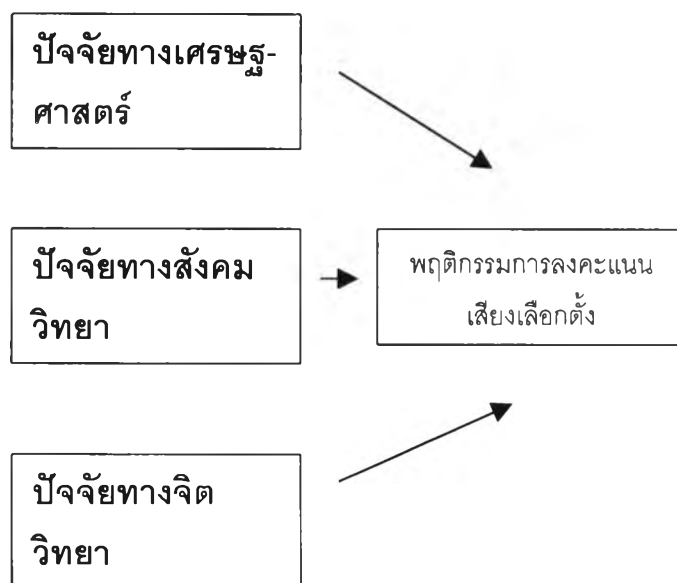 ปัจจัยทางเศรษฐ-
ศาสตร์
ปัจจัยทางสังคม
วิทยา
พฤติกรรมการลงคะแนน
เสียงเลือกตั้ง
ปัจจัยทางจิต
วิทยา